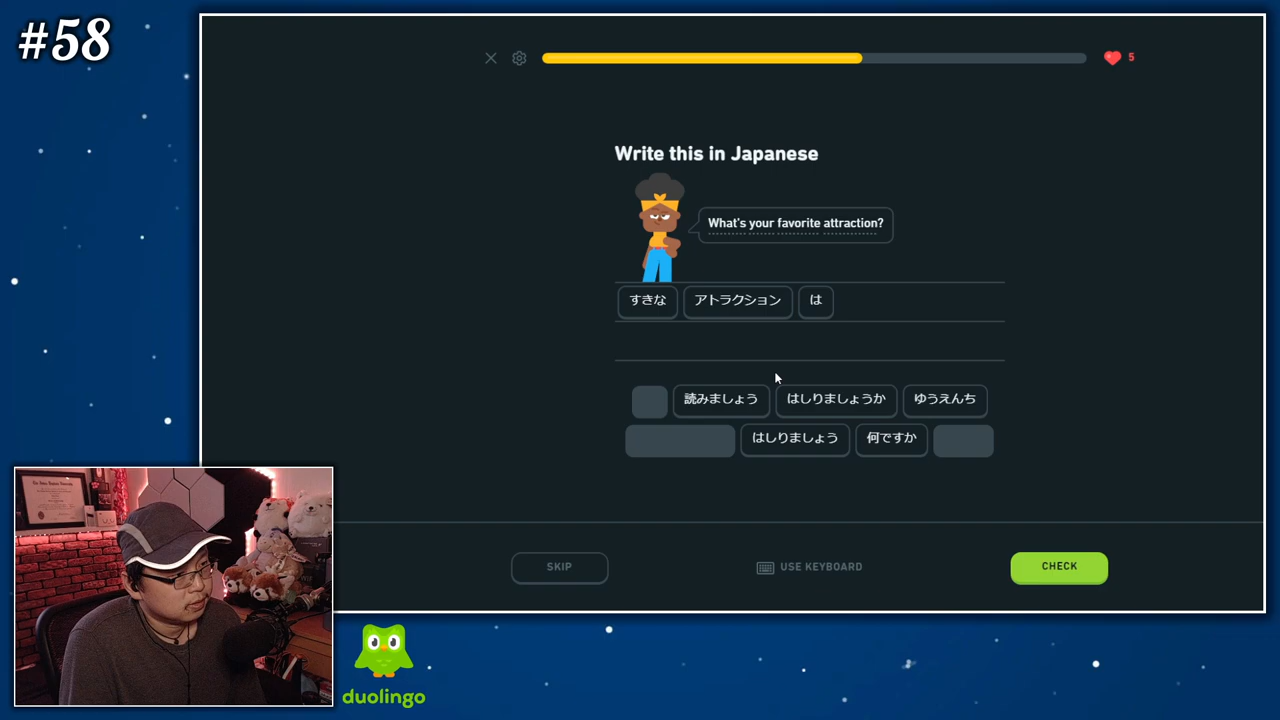 #58
5
Write this in Japanese
What's your favorite attraction?
すきな アトラクション は
読みましょう はしりましょうか ゆうえんち
はしりましょう 何ですか
SKIP USE KEYBOARD CHECK
duolingo